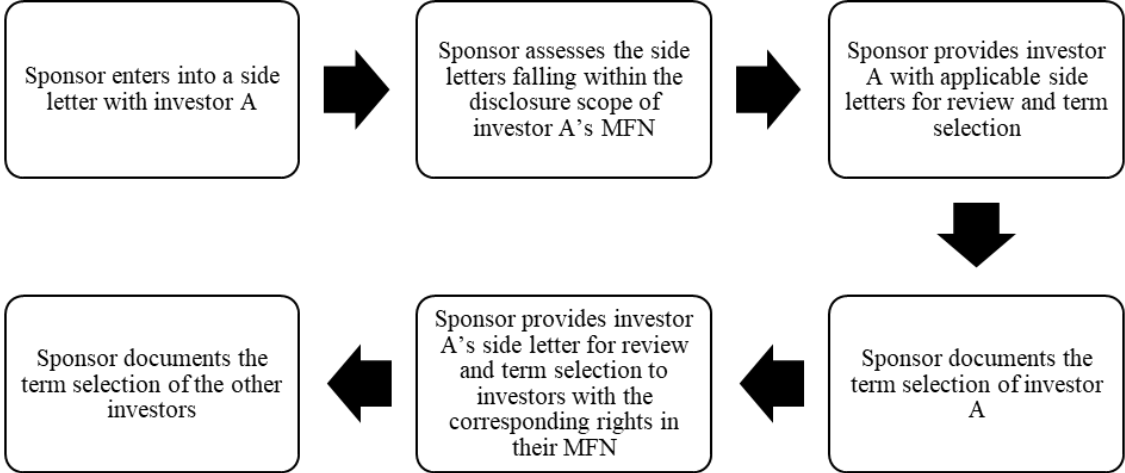 Sponsor enters into a side
letter with investor A
Sponsor assesses the side
letters falling within the
disclosure scope of
investor A’s MFN
Sponsor provides investor
A with applicable side
letters for review and term
selection
Sponsor documents the
term selection of investor
A
Sponsor provides investor
A’s side letter for review
and term selection to
investors with the
corresponding rights in
their MFN
Sponsor documents the
term selection of the other
investors